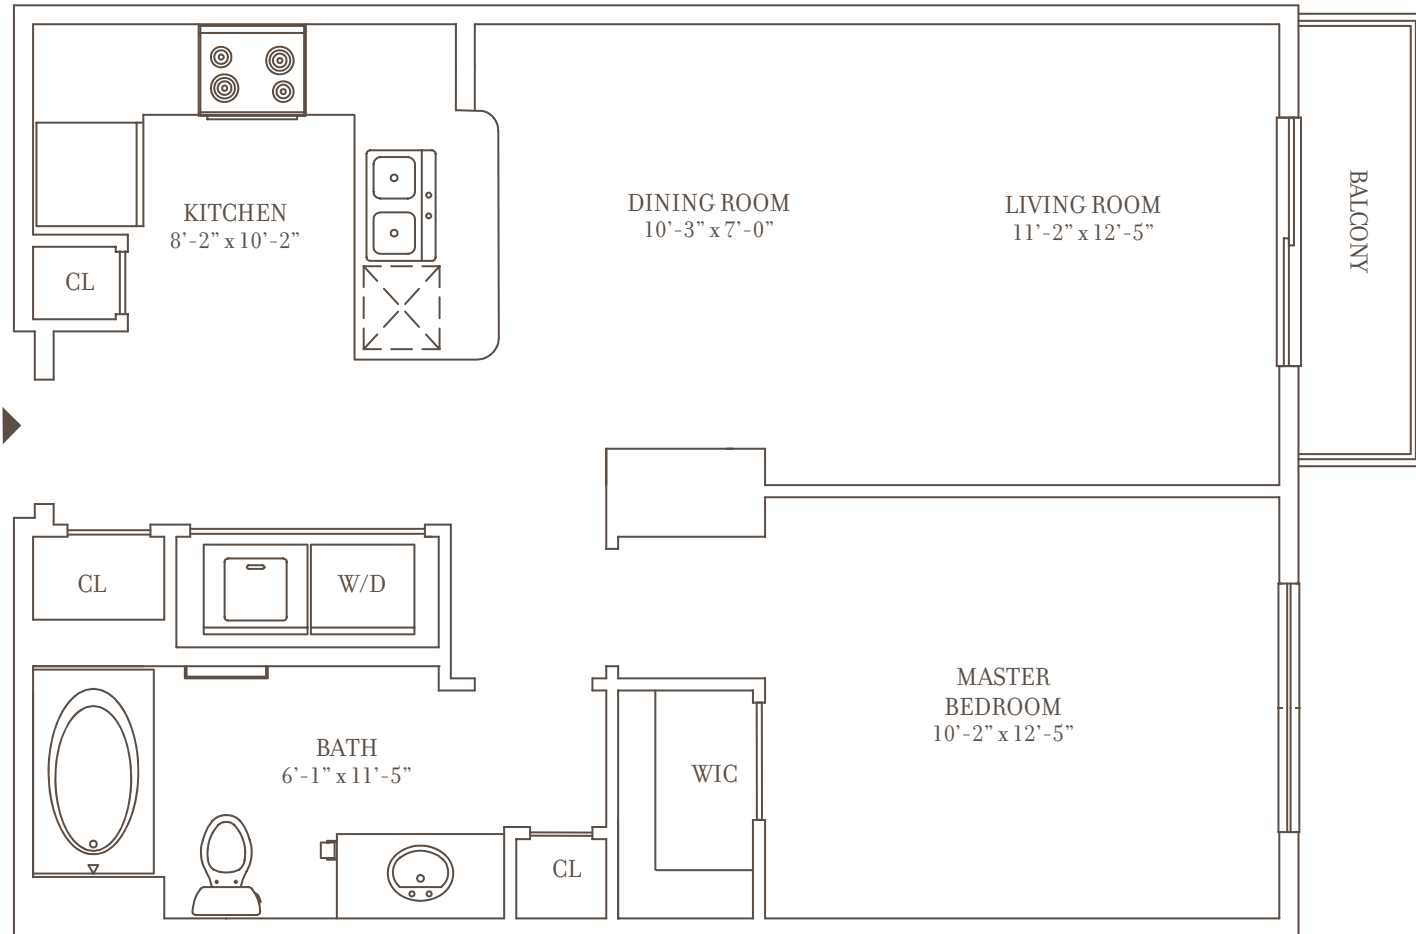 KITCHEN
8’-2” x 10’-2”
DINING ROOM
10’-3” x 7’-0”
LIVING ROOM
11’-2” x 12’-5”
BALCONY
CL
CL
W/D
MASTER
BEDROOM
10’-2” x 12’-5”
BATH
6’-1” x 11’-5”
WIC
CL